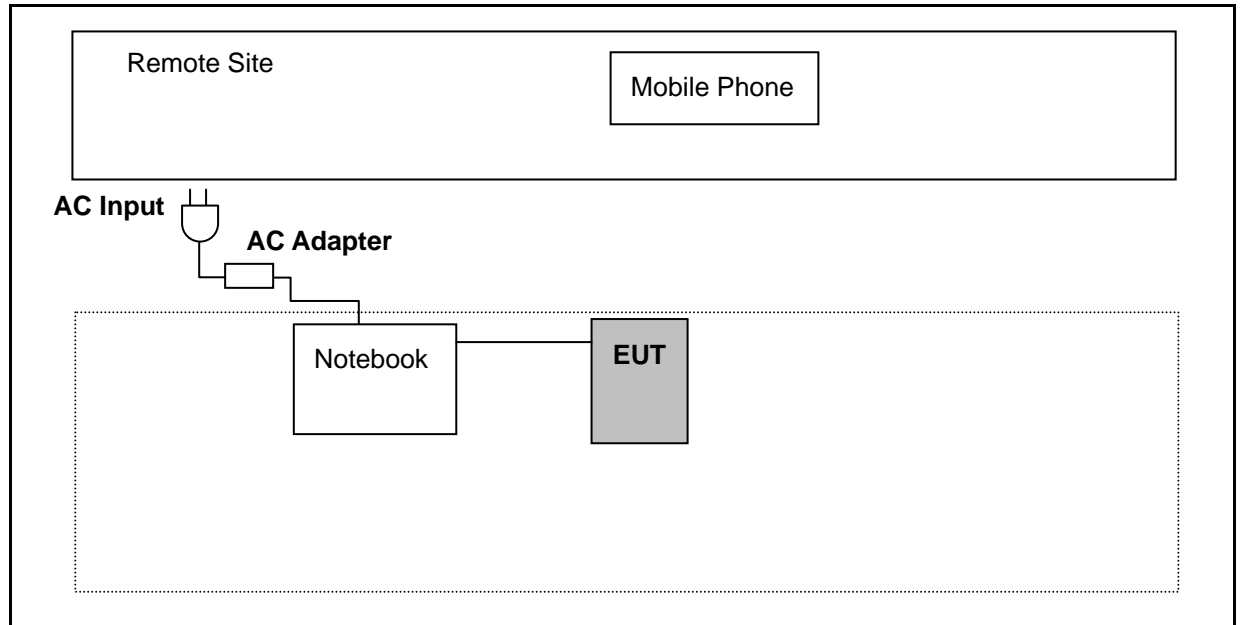 Remote Site
Mobile Phone
AC Input
AC Adapter
Notebook
EUT